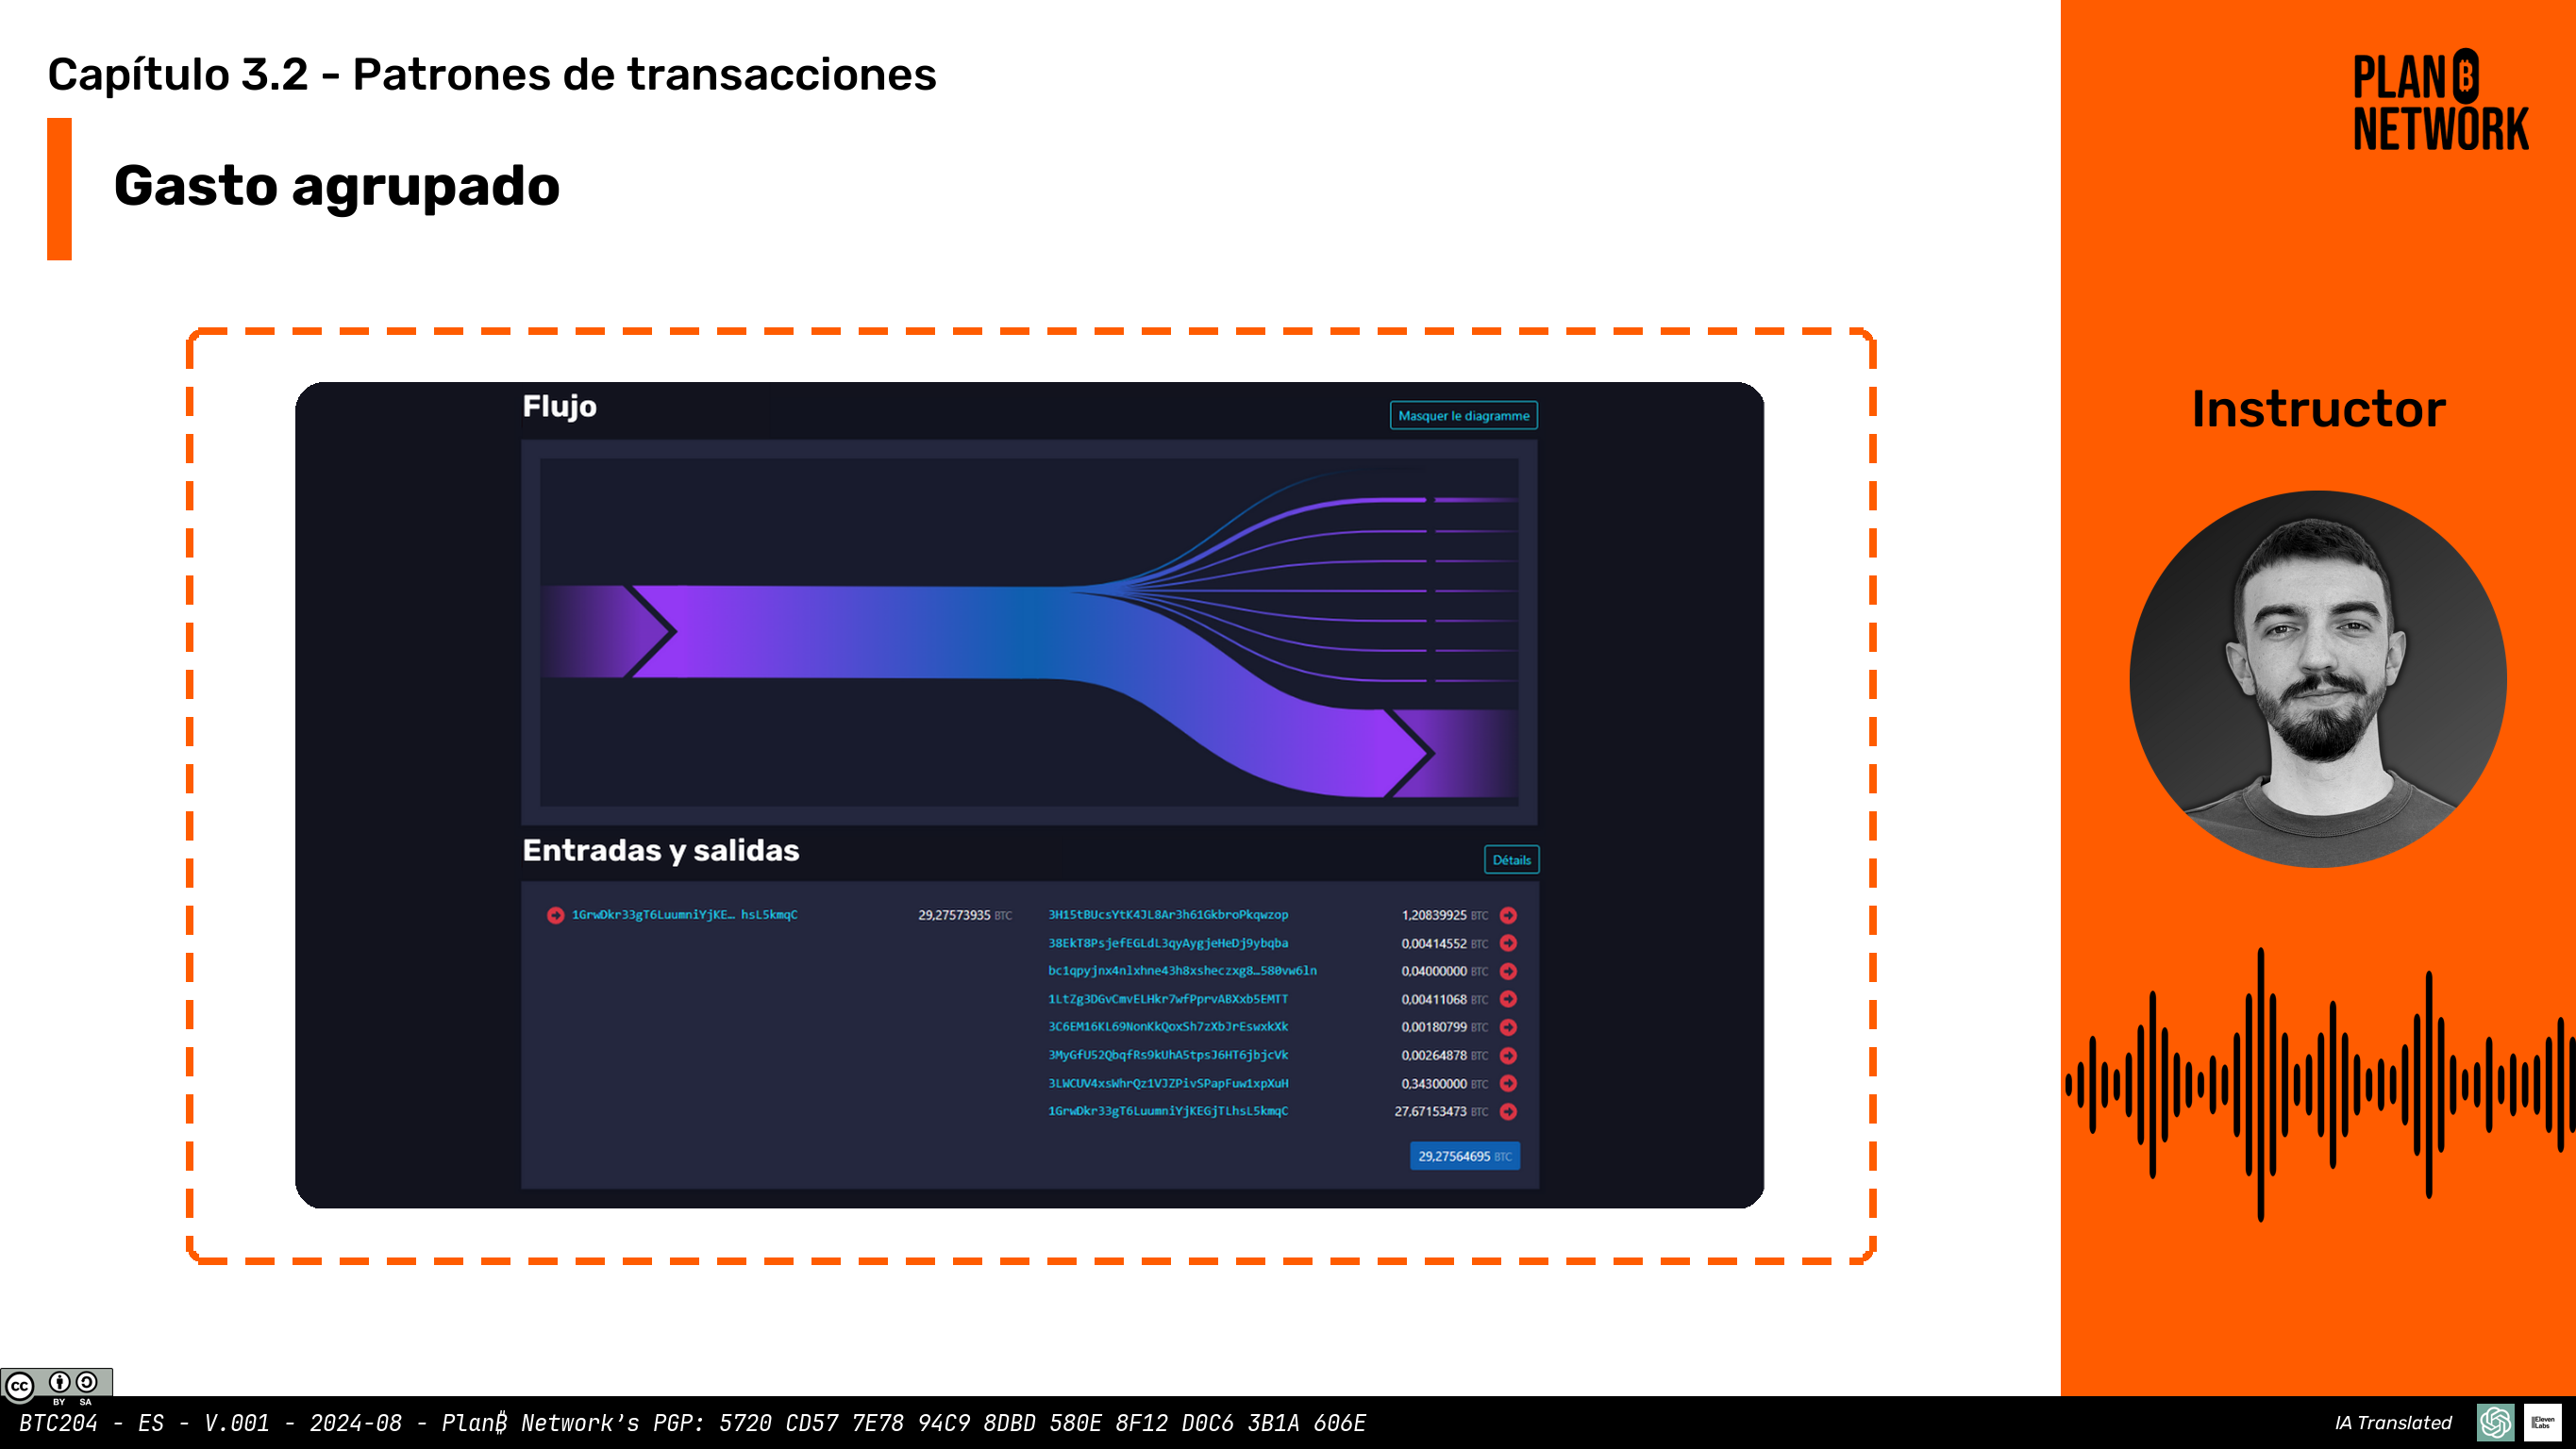 Capítulo 3.2 - Patrones de transacciones
Gasto agrupado
PLAN B
NETWORK
Instructor
Flujo
Masquer le diagramme
Entradas y salidas
Détails
1GrwDkr33gT6LuumniYjKE… hsL5kmqC 29,27573935 BTC
3H15tBUcsYtK4JL8Ar3h61GkbroPkqwzop 1,20839925 BTC
38EkT8PsjefEGLdL3qyAygjeHeDj9ybqba 0,00414552 BTC
bc1qpyjnx4nlxhne43h8xsheczxg8…580vw6ln 0,04000000 BTC
1LtZg3DGvCmvELHkr7wfPprvABXxb5EMTT 0,00411068 BTC
3C6EM16KL69NonKkQoxSh7zXbJrEswxkXk 0,00180799 BTC
3MyGfU52QbqfRs9kUhA5tpsJ6HT6jbjcVk 0,00264878 BTC
3LWCUV4xsWhrQz1VJZPivSPapFuw1xpXuH 0,34300000 BTC
1GrwDkr33gT6LuumniYjKEGjTLhsL5kmqC 27,67153473 BTC
29,27564695 BTC
cc BY SA
BTC204 - ES - V.001 - 2024-08 - Plan₿ Network's PGP: 5720 CD57 7E78 94C9 8DBD 580E 8F12 D0C6 3B1A 606E
IA Translated
IIElevenLabs